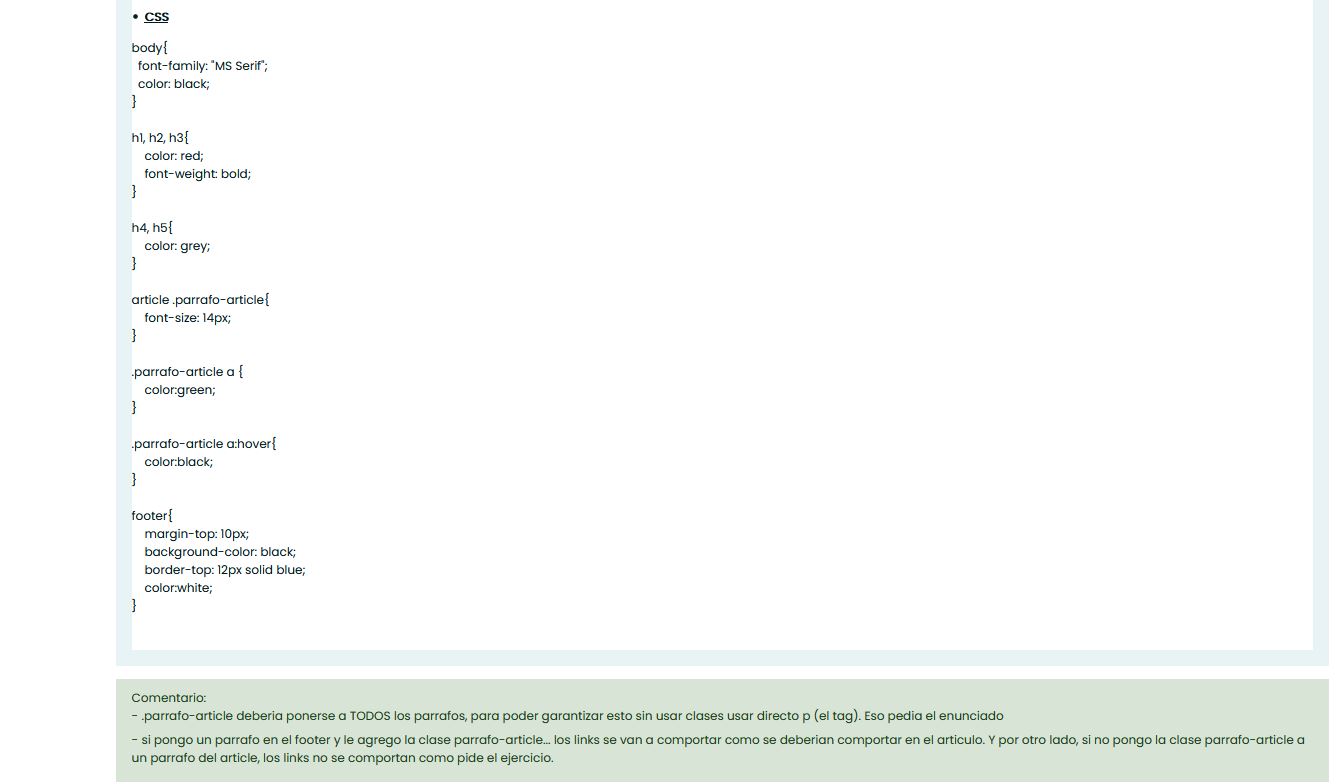 • CSS
body{
font-family: "MS Serif";
color: black;
}
h1, h2, h3{
color: red;
font-weight: bold;
}
h4, h5{
color: grey;
}
article .parrafo-article{
font-size: 14px;
}
.parrafo-article a {
color:green;
}
.parrafo-article a:hover{
color:black;
}
footer{
margin-top: 10px;
background-color: black;
border-top: 12px solid blue;
color:white;
}
Comentario:
- .parrafo-article deberia ponerse a TODOS los parrafos, para poder garantizar esto sin usar clases usar directo p (el tag). Eso pedia el enunciado
- si pongo un parrafo en el footer y le agrego la clase parrafo-article... los links se van a comportar como se deberian comportar en el articulo. Y por otro lado, si no pongo la clase parrafo-article a
un parrafo del article, los links no se comportan como pide el ejercicio.